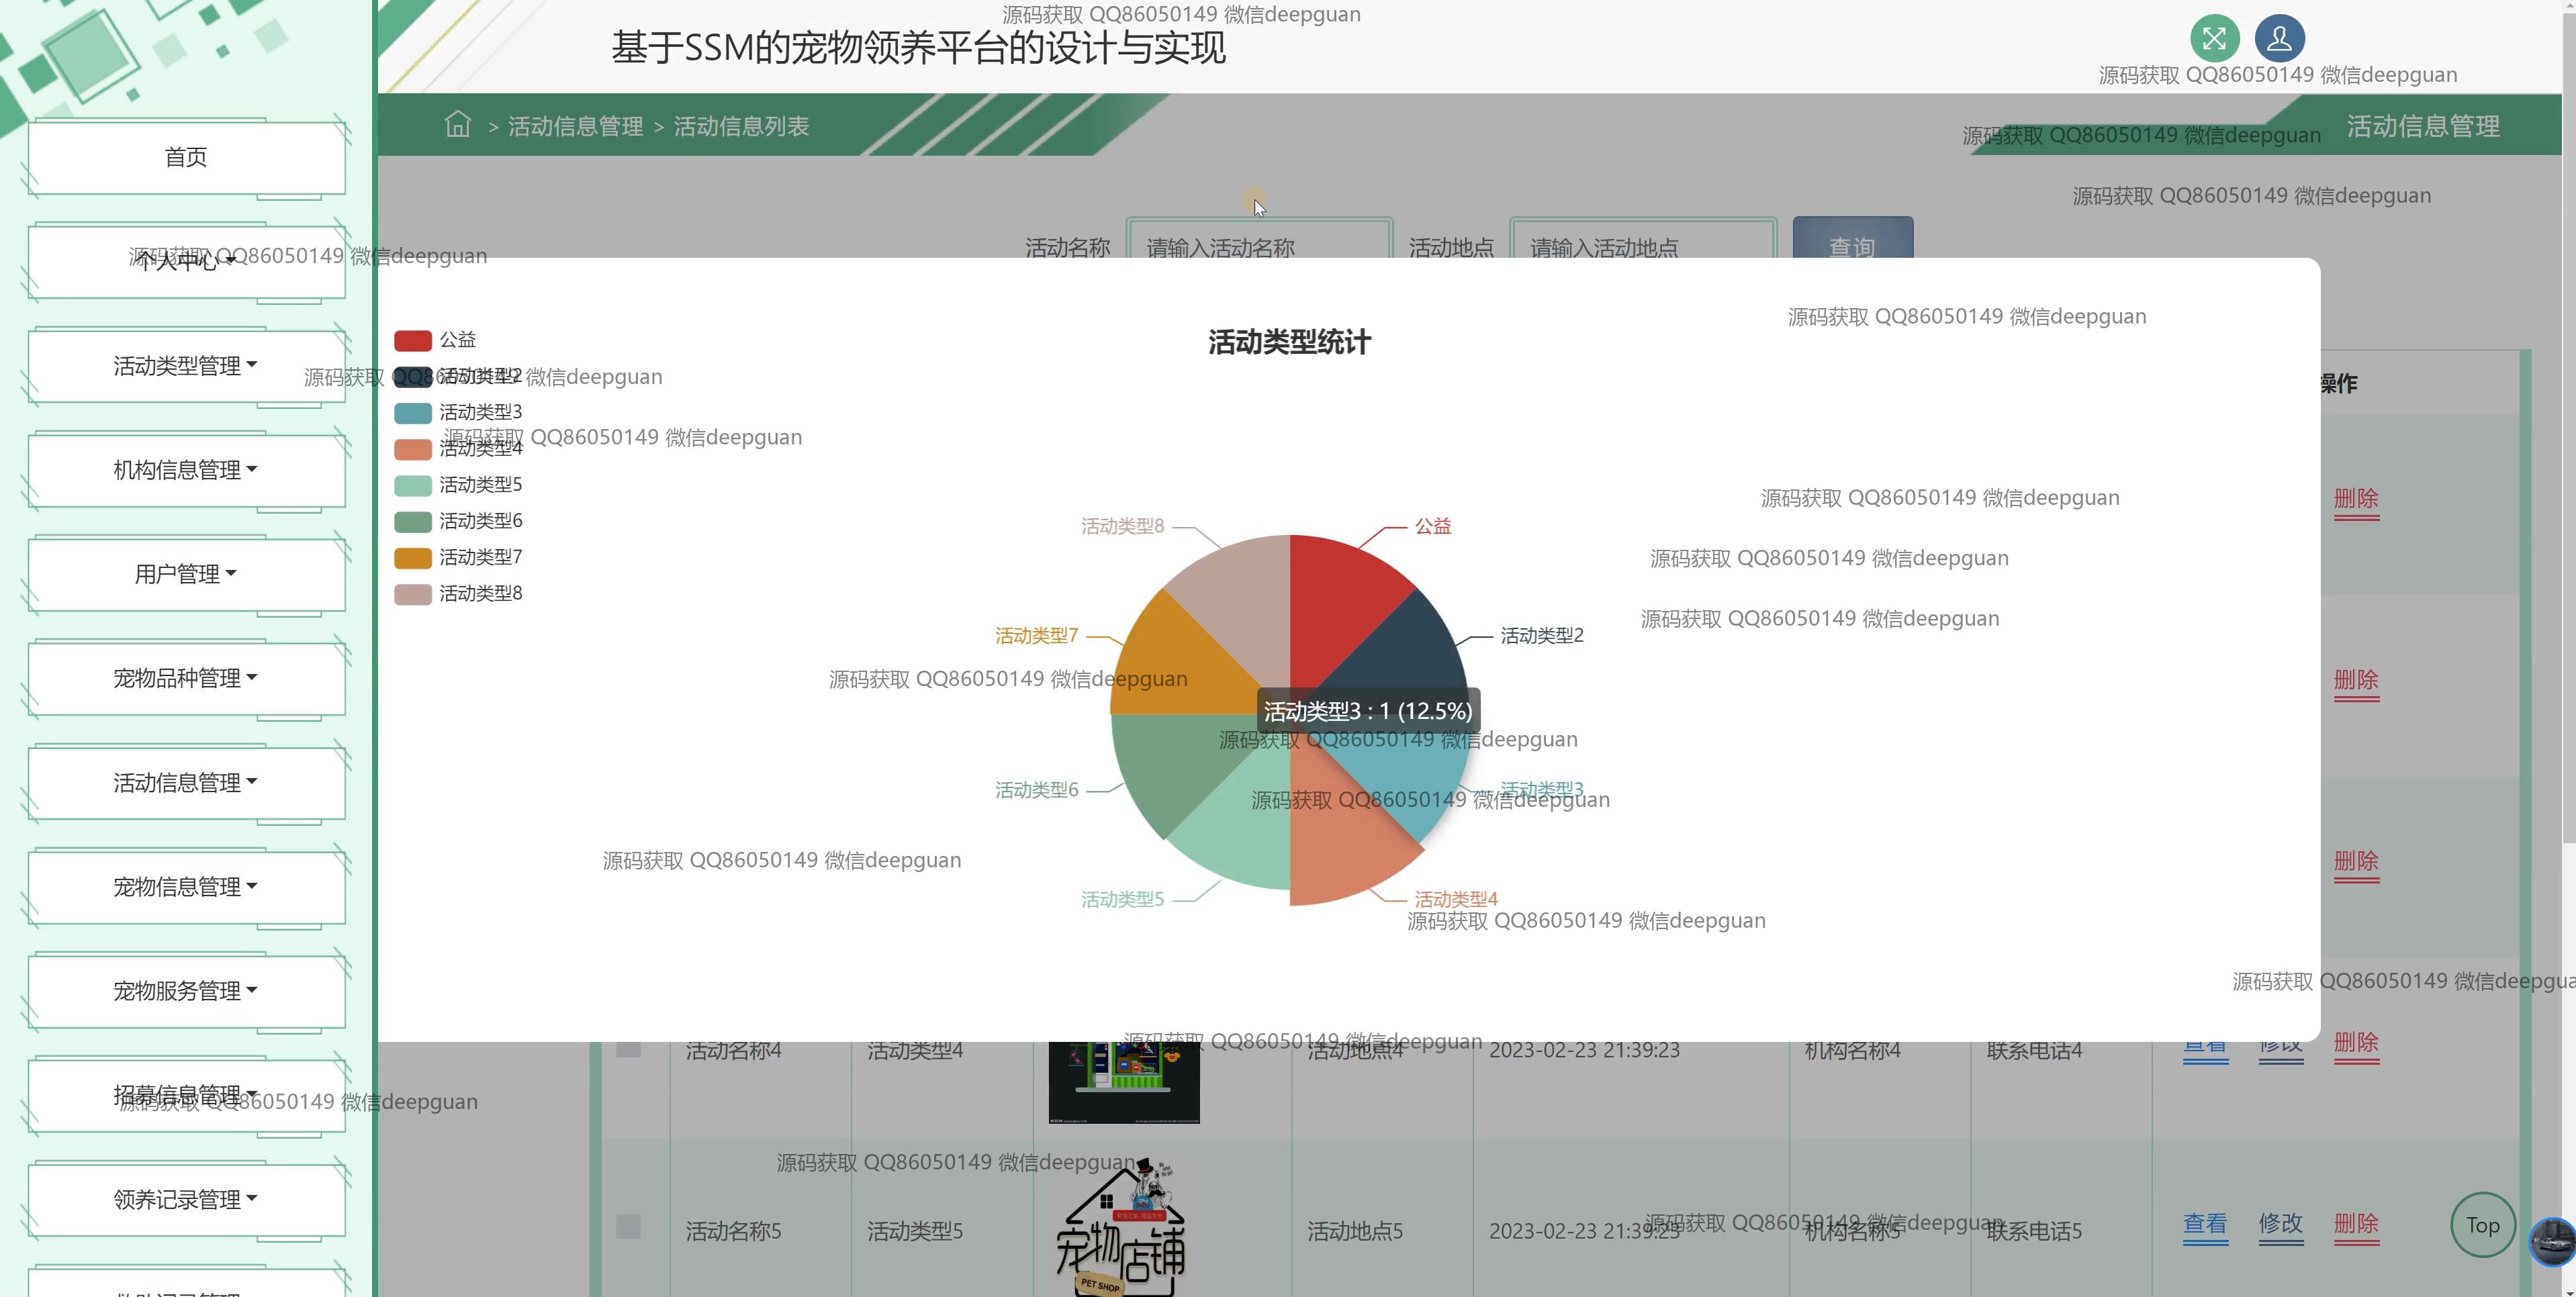 源码获取 QQ86050149 微信deepguan
基于SSM的宠物领养平台的设计与实现
源码获取 QQ86050149 微信deepguan
> 活动信息管理 > 活动信息列表
源码获取 QQ86050149 微信deepguan
活动信息管理
首页
源码获取 QQ86050149 微信deepguan
活动名称 请输入活动名称 活动地点 请输入活动地点 查询
个人中心
源码获取 QQ86050149 微信deepguan
源码获取 QQ86050149 微信deepguan
活动类型统计
公益
活动类型2
活动类型3
活动类型4
活动类型5
活动类型6
活动类型7
活动类型8
活动类型管理
源码获取 QQ86050149 微信deepguan
操作
源码获取 QQ86050149 微信deepguan
机构信息管理
源码获取 QQ86050149 微信deepguan
删除
活动类型8
公益
源码获取 QQ86050149 微信deepguan
用户管理
源码获取 QQ86050149 微信deepguan
活动类型7
活动类型2
宠物品种管理
源码获取 QQ86050149 微信deepguan
删除
活动类型3 : 1 (12.5%)
源码获取 QQ86050149 微信deepguan
活动信息管理
活动类型6
活动类型3
源码获取 QQ86050149 微信deepguan
源码获取 QQ86050149 微信deepguan
删除
宠物信息管理
活动类型5
活动类型4
源码获取 QQ86050149 微信deepguan
源码获取 QQ86050149 微信deepgua
宠物服务管理
源码获取 QQ86050149 微信deepguan
活动名称4 活动类型4 活动地点4 2023-02-23 21:39:23 机构名称4 联系电话4 查看 修改 删除
招募信息管理
源码获取 QQ86050149 微信deepguan
源码获取 QQ86050149 微信deepguan
领养记录管理
宠物店铺
PET SHOP
活动名称5 活动类型5 活动地点5 2023-02-23 21:39:23 机构名称5 联系电话5 查看 修改 删除
源码获取 QQ86050149 微信deepguan
Top